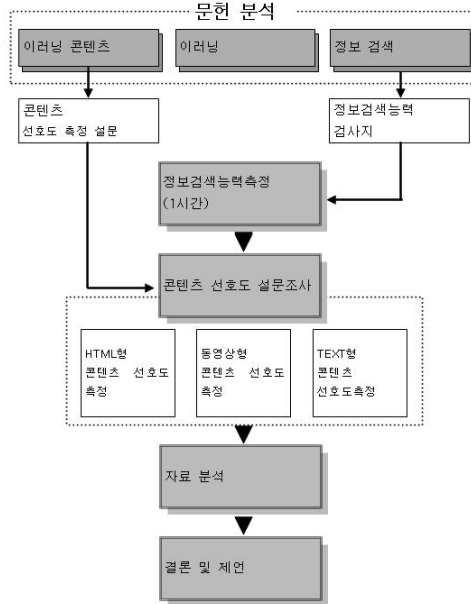 문헌 분석
이러닝 콘텐츠
이러닝
정보 검색
콘텐츠
선호도 측정 설문
정보검색능력
검사지
정보검색능력측정
(1시간)
콘텐츠 선호도 설문조사
HTML형
콘텐츠 선호도
측정
동영상형
콘텐츠 선호도
측정
TEXT형
콘텐츠
선호도측정
자료 분석
결론 및 제언